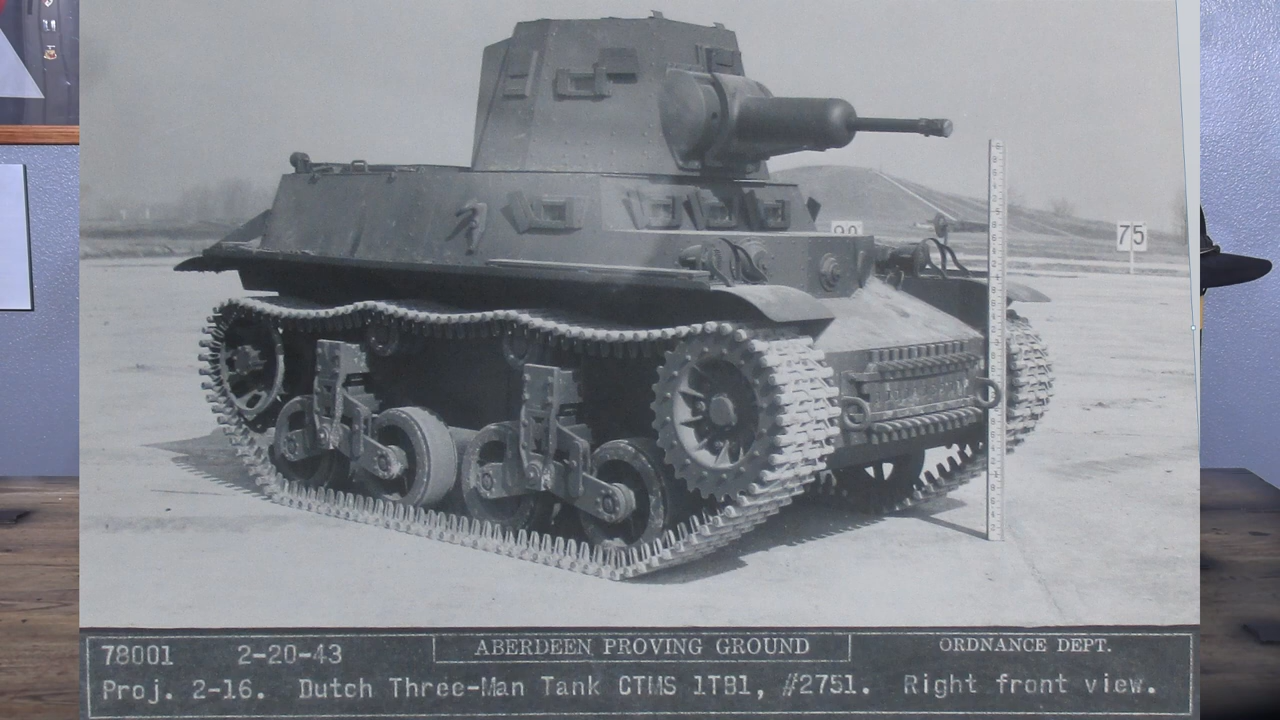 75
78001 2-20-43 ABERDEEN PROVING GROUND ORDNANCE DEPT.
Proj. 2-16. Dutch Three-Man Tank CTMS 1TB1, #2751. Right front view.